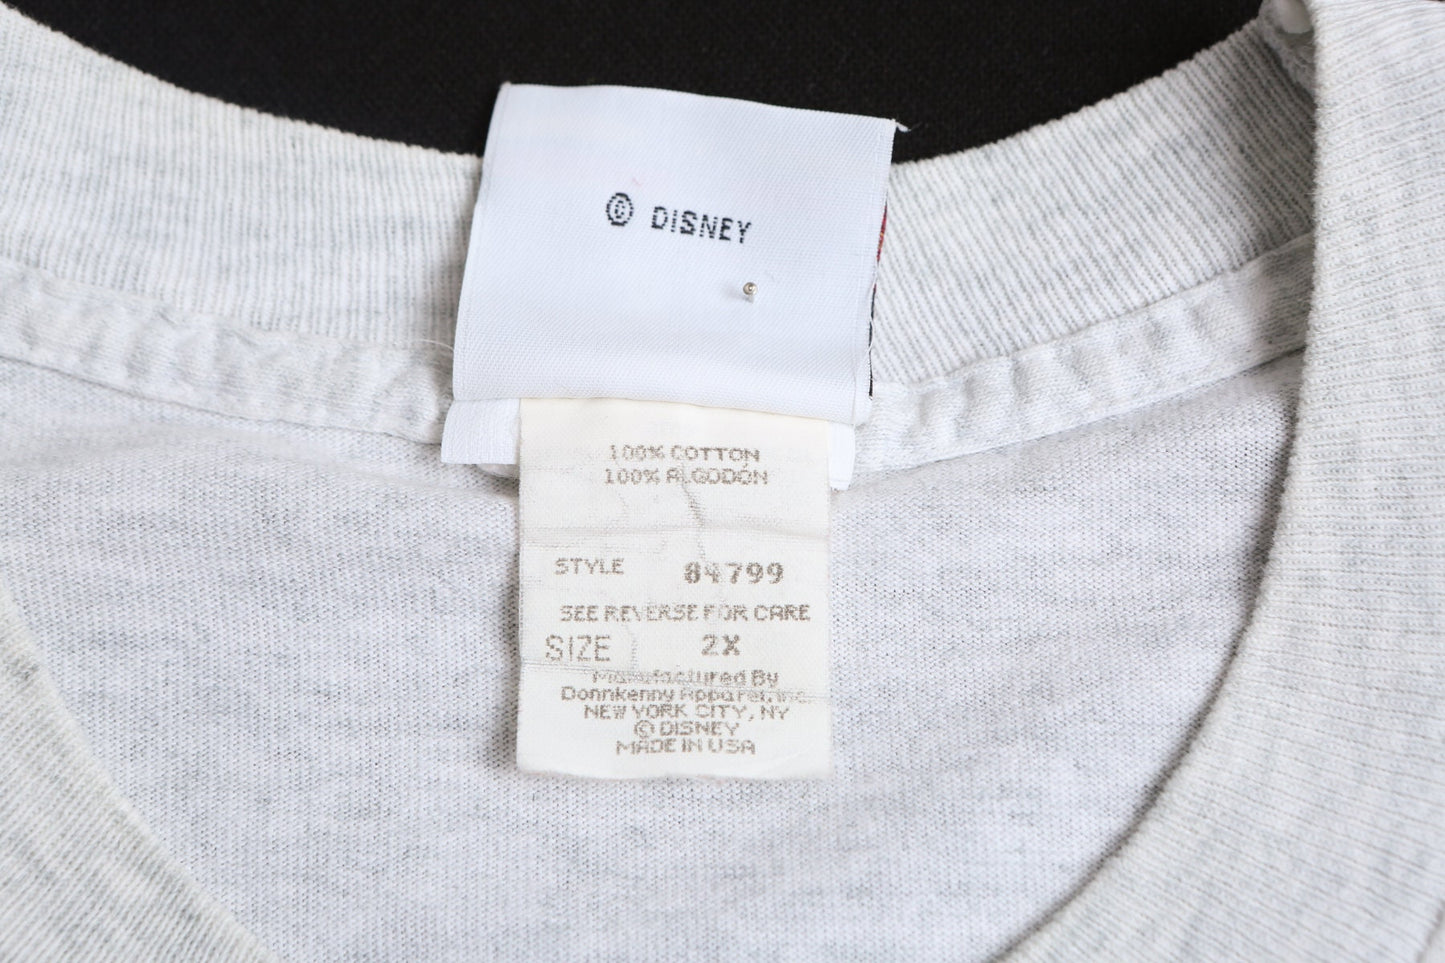 © DISNEY
100% COTTON
100% ALGODÓN
STYLE 84799
SEE REVERSE FOR CARE
SIZE 2X
Manufactured By
Donnkenny Apparel, Inc.
NEW YORK CITY, NY
© DISNEY
MADE IN USA